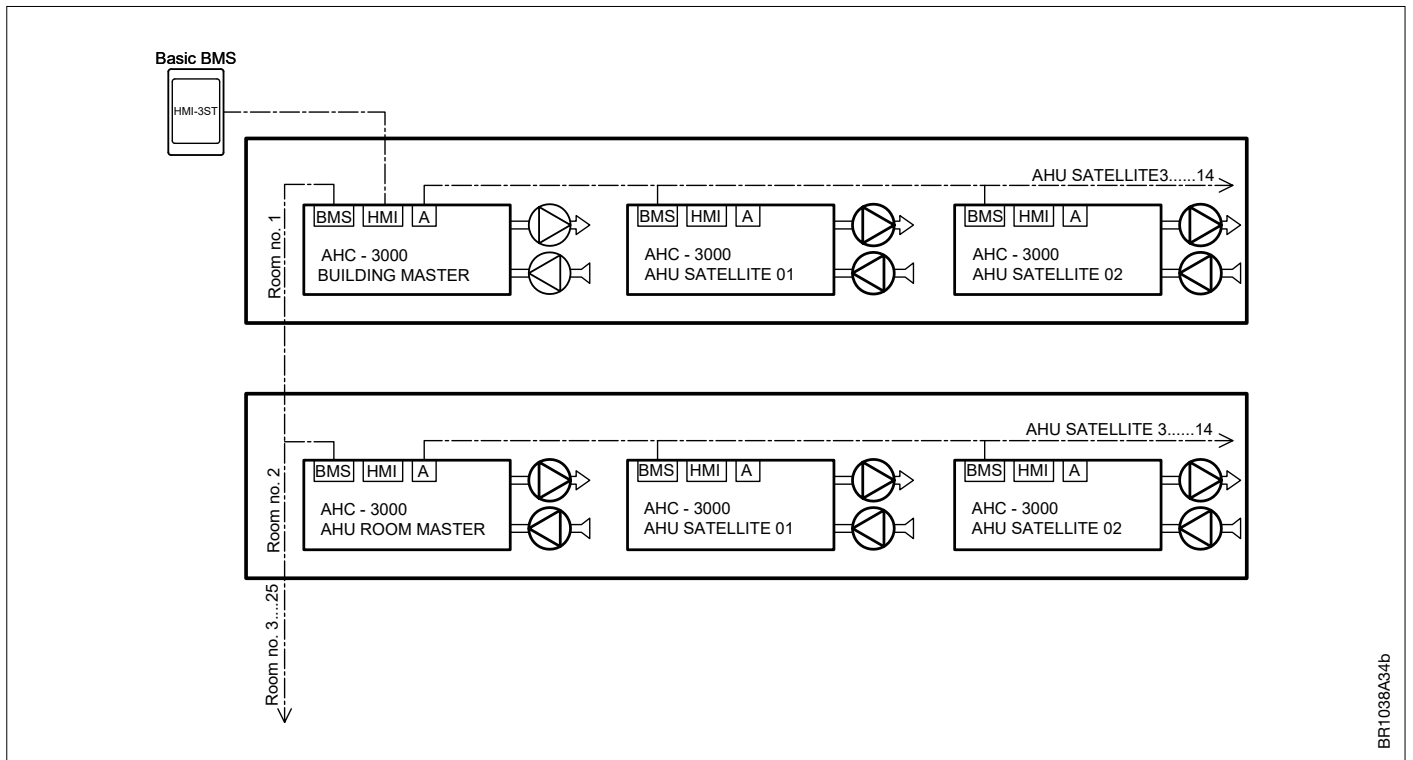 Basic BMS
HMI-3ST
Room no. 1
AHU SATELLITE3......14
BMS HMI A
AHC - 3000
BUILDING MASTER
BMS HMI A
AHC - 3000
AHU SATELLITE 01
BMS HMI A
AHC - 3000
AHU SATELLITE 02
Room no. 2
AHU SATELLITE 3......14
BMS HMI A
AHC - 3000
AHU ROOM MASTER
BMS HMI A
AHC - 3000
AHU SATELLITE 01
BMS HMI A
AHC - 3000
AHU SATELLITE 02
Room no. 3....25
BR1038A34b